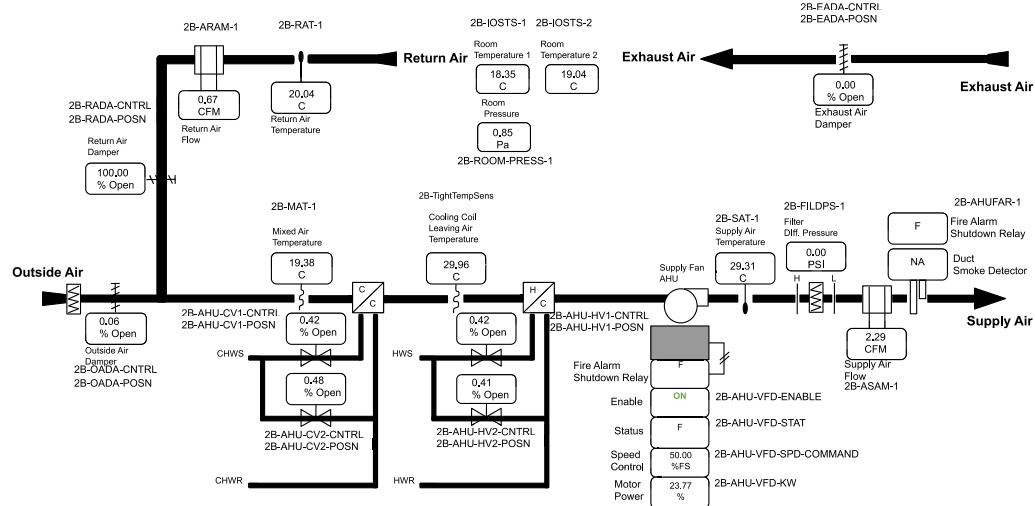 2B-EADA-CNTRL
2B-EADA-POSN
2B-ARAM-1
2B-RAT-1
2B-IOSTS-1
2B-IOSTS-2
Room
Temperature 1
Room
Temperature 2
Return Air
Exhaust Air
18.35
C
19.04
C
0.67
CFM
20.04
C
0.00
% Open
Exhaust Air
2B-RADA-CNTRL
2B-RADA-POSN
Return Air
Flow
Return Air
Temperature
Room
Pressure
0.85
Pa
2B-ROOM-PRESS-1
Exhaust Air
Damper
Return Air
Damper
100.00
% Open
2B-MAT-1
2B-TightTempSens
2B-SAT-1
2B-FILDPS-1
2B-AHUFAR-1
Mixed Air
Temperature
19.38
C
Cooling Coil
Leaving Air
Temperature
29.96
C
Supply Air
Temperature
29.31
C
Filter
DIff. Pressure
0.00
PSI
H
L
F
Fire Alarm
Shutdown Relay
NA
Duct
Smoke Detector
Supply Fan
AHU
Outside Air
C
C
H
C
Supply Air
0.06
% Open
Outside Air
Damper
2B-OADA-CNTRL
2B-OADA-POSN
2B-AHU-CV1-CNTRL
2B-AHU-CV1-POSN
0.42
% Open
0.42
% Open
2B-AHU-HV1-CNTRL
2B-AHU-HV1-POSN
2.29
CFM
Supply Air
Flow
2B-ASAM-1
CHWS
HWS
0.48
% Open
0.41
% Open
2B-AHU-CV2-CNTRL
2B-AHU-CV2-POSN
2B-AHU-HV2-CNTRL
2B-AHU-HV2-POSN
CHWR
HWR
Fire Alarm
Shutdown Relay
F
Enable
ON
2B-AHU-VFD-ENABLE
Status
F
2B-AHU-VFD-STAT
Speed
Control
50.00
%FS
2B-AHU-VFD-SPD-COMMAND
Motor
Power
23.77
%
2B-AHU-VFD-KW